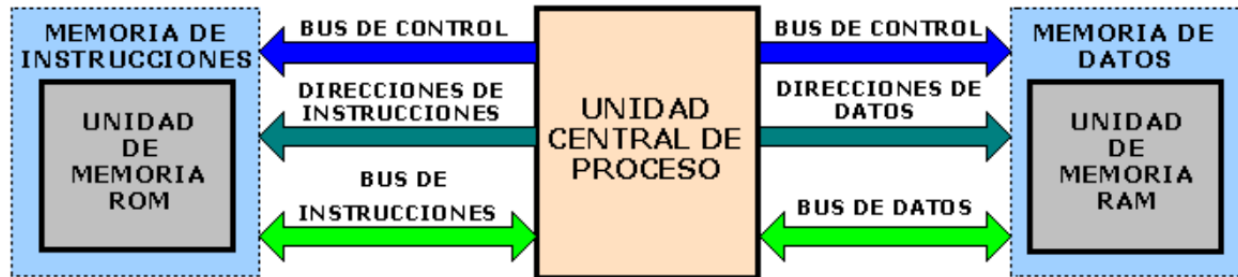 MEMORIA DE
INSTRUCCIONES
UNIDAD
DE
MEMORIA
ROM
BUS DE CONTROL
DIRECCIONES DE
INSTRUCCIONES
BUS DE
INSTRUCCIONES
UNIDAD
CENTRAL DE
PROCESO
BUS DE CONTROL
DIRECCIONES DE
DATOS
BUS DE DATOS
MEMORIA DE
DATOS
UNIDAD
DE
MEMORIA
RAM